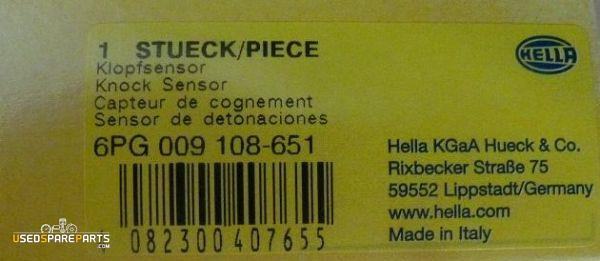 1 STUECK/PIECE
Klopfsensor
Knock Sensor
Capteur de cognement
Sensor de detonaciones
6PG 009 108-651
082300407655
HELLA
Hella KGaA Hueck & Co.
Rixbecker Straße 75
59552 Lippstadt/Germany
www.hella.com
Made in Italy
USEDSPAREPARTS.COM